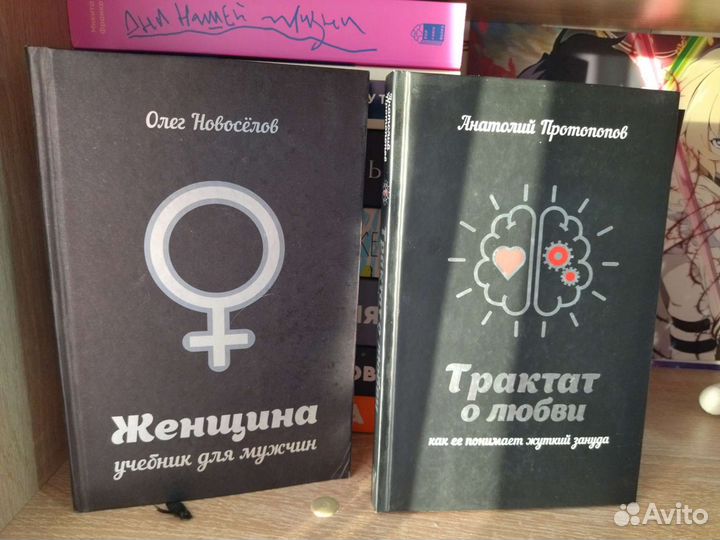 дни нашей жизни
Олег Новосёлов
Женщина
учебник для мужчин
Анатолий Протопопов
Трактат
о любви
как ее понимает жуткий зануда
Avito